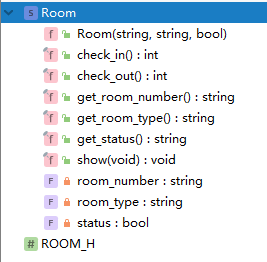 S Room
f Room(string, string, bool)
f check_in() : int
f check_out() : int
f get_room_number() : string
f get_room_type() : string
f get_status() : string
f show(void) : void
F room_number : string
F room_type : string
F status : bool
# ROOM_H